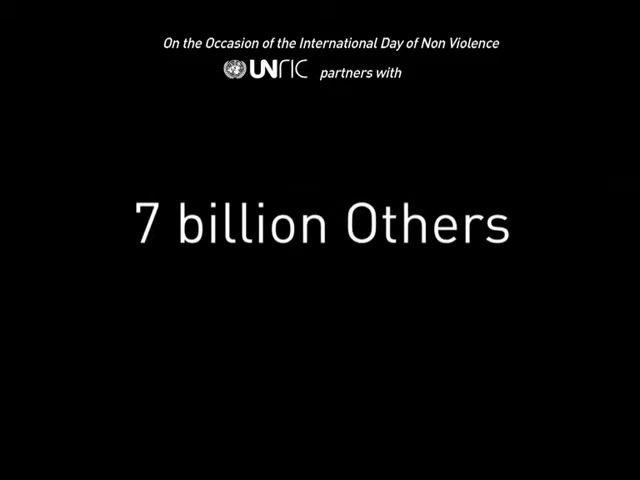 On the Occasion of the International Day of Non Violence
UNric partners with
7 billion Others